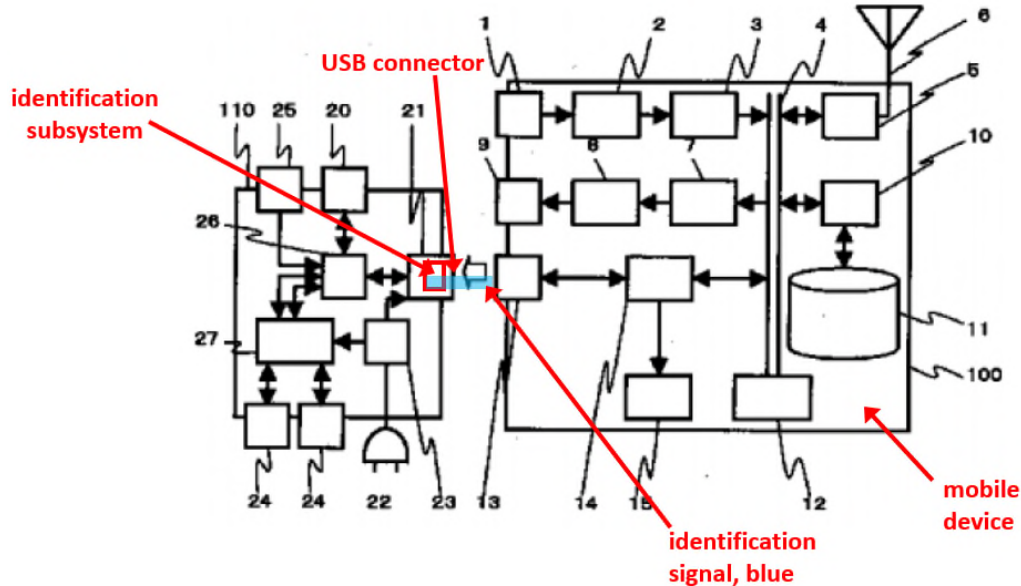 1 2 3 4 6
USB connector
identification
subsystem
110 25 20 21 5
9 8 7 10
26
27 11
100
24 24 22 23 13 14 15 12
mobile
device
identification
signal, blue